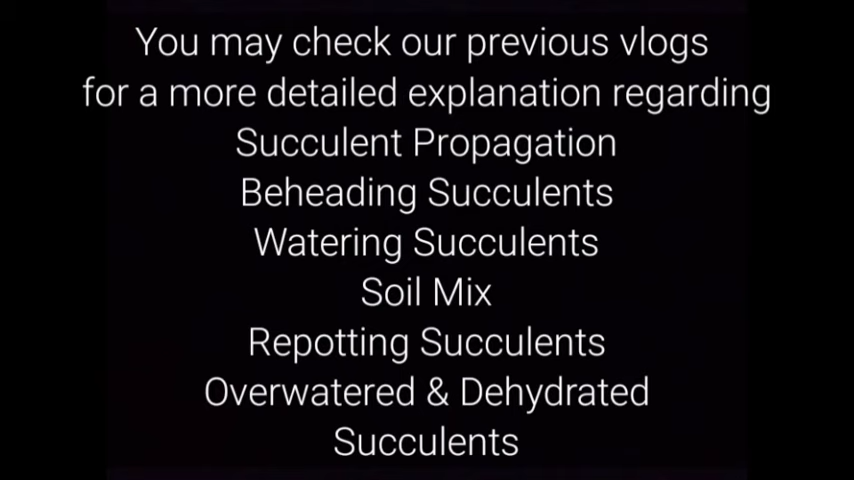 You may check our previous vlogs
for a more detailed explanation regarding
Succulent Propagation
Beheading Succulents
Watering Succulents
Soil Mix
Repotting Succulents
Overwatered & Dehydrated
Succulents